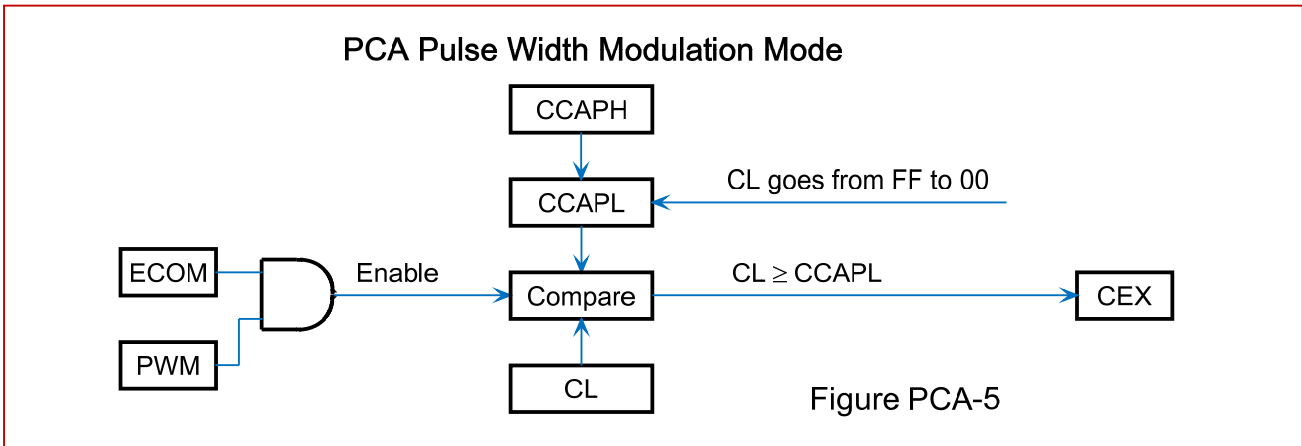 PCA Pulse Width Modulation Mode
CCAPH
CL goes from FF to 00
CCAPL
ECOM
Enable
CL ≥ CCAPL
Compare
CEX
PWM
CL
Figure PCA-5